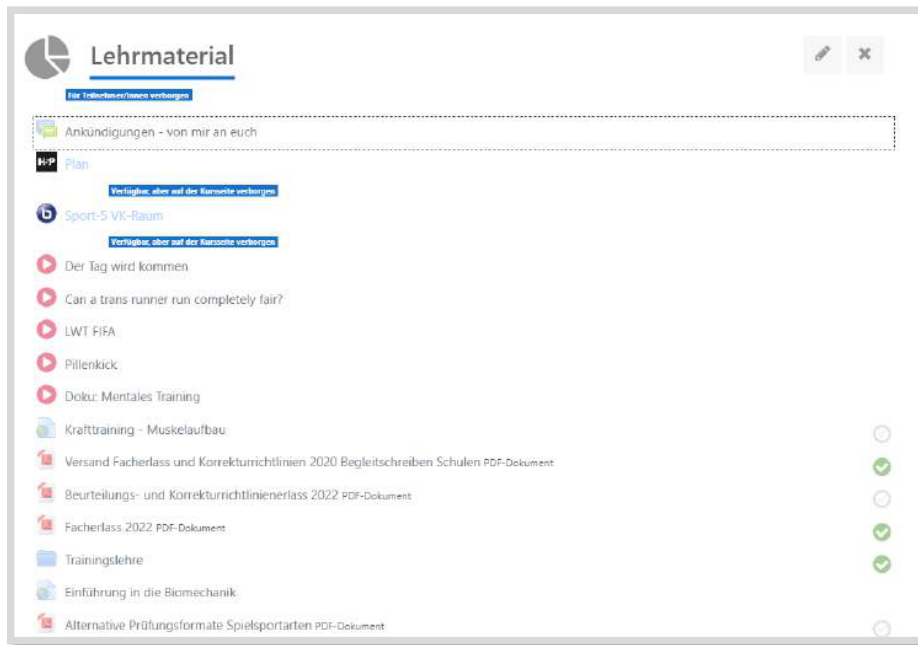 Lehrmaterial
Für Teilnehmer/innen verborgen
Ankündigungen - von mir an euch
H-P Plan
Verfügbar, aber auf der Kursseite verborgen
b Sport-5 VK-Raum
Verfügbar, aber auf der Kursseite verborgen
Der Tag wird kommen
Can a trans runner run completely fair?
LWT FIFA
Pillenkick
Doku: Mentales Training
Krafttraining - Muskelaufbau
Versand Facherlass und Korrekturrichtlinien 2020 Begleitschreiben Schulen PDF-Dokument
Beurteilungs- und Korrekturrichtlinienerlass 2022 PDF-Dokument
Facherlass 2022 PDF-Dokument
Trainingslehre
Einführung in die Biomechanik
Alternative Prüfungsformate Spielsportarten PDF-Dokument